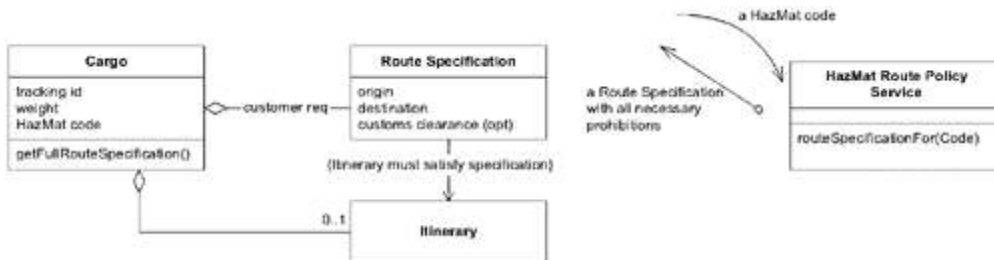 Cargo
tracking id
weight
HazMat code
getFullRouteSpecification()
customer req
Route Specification
origin
destination
customs clearance (opt)
(Itinerary must satisfy specification)
0..1
Itinerary
a HazMat code
a Route Specification
with all necessary
prohibitions
HazMat Route Policy
Service
routeSpecificationFor(Code)